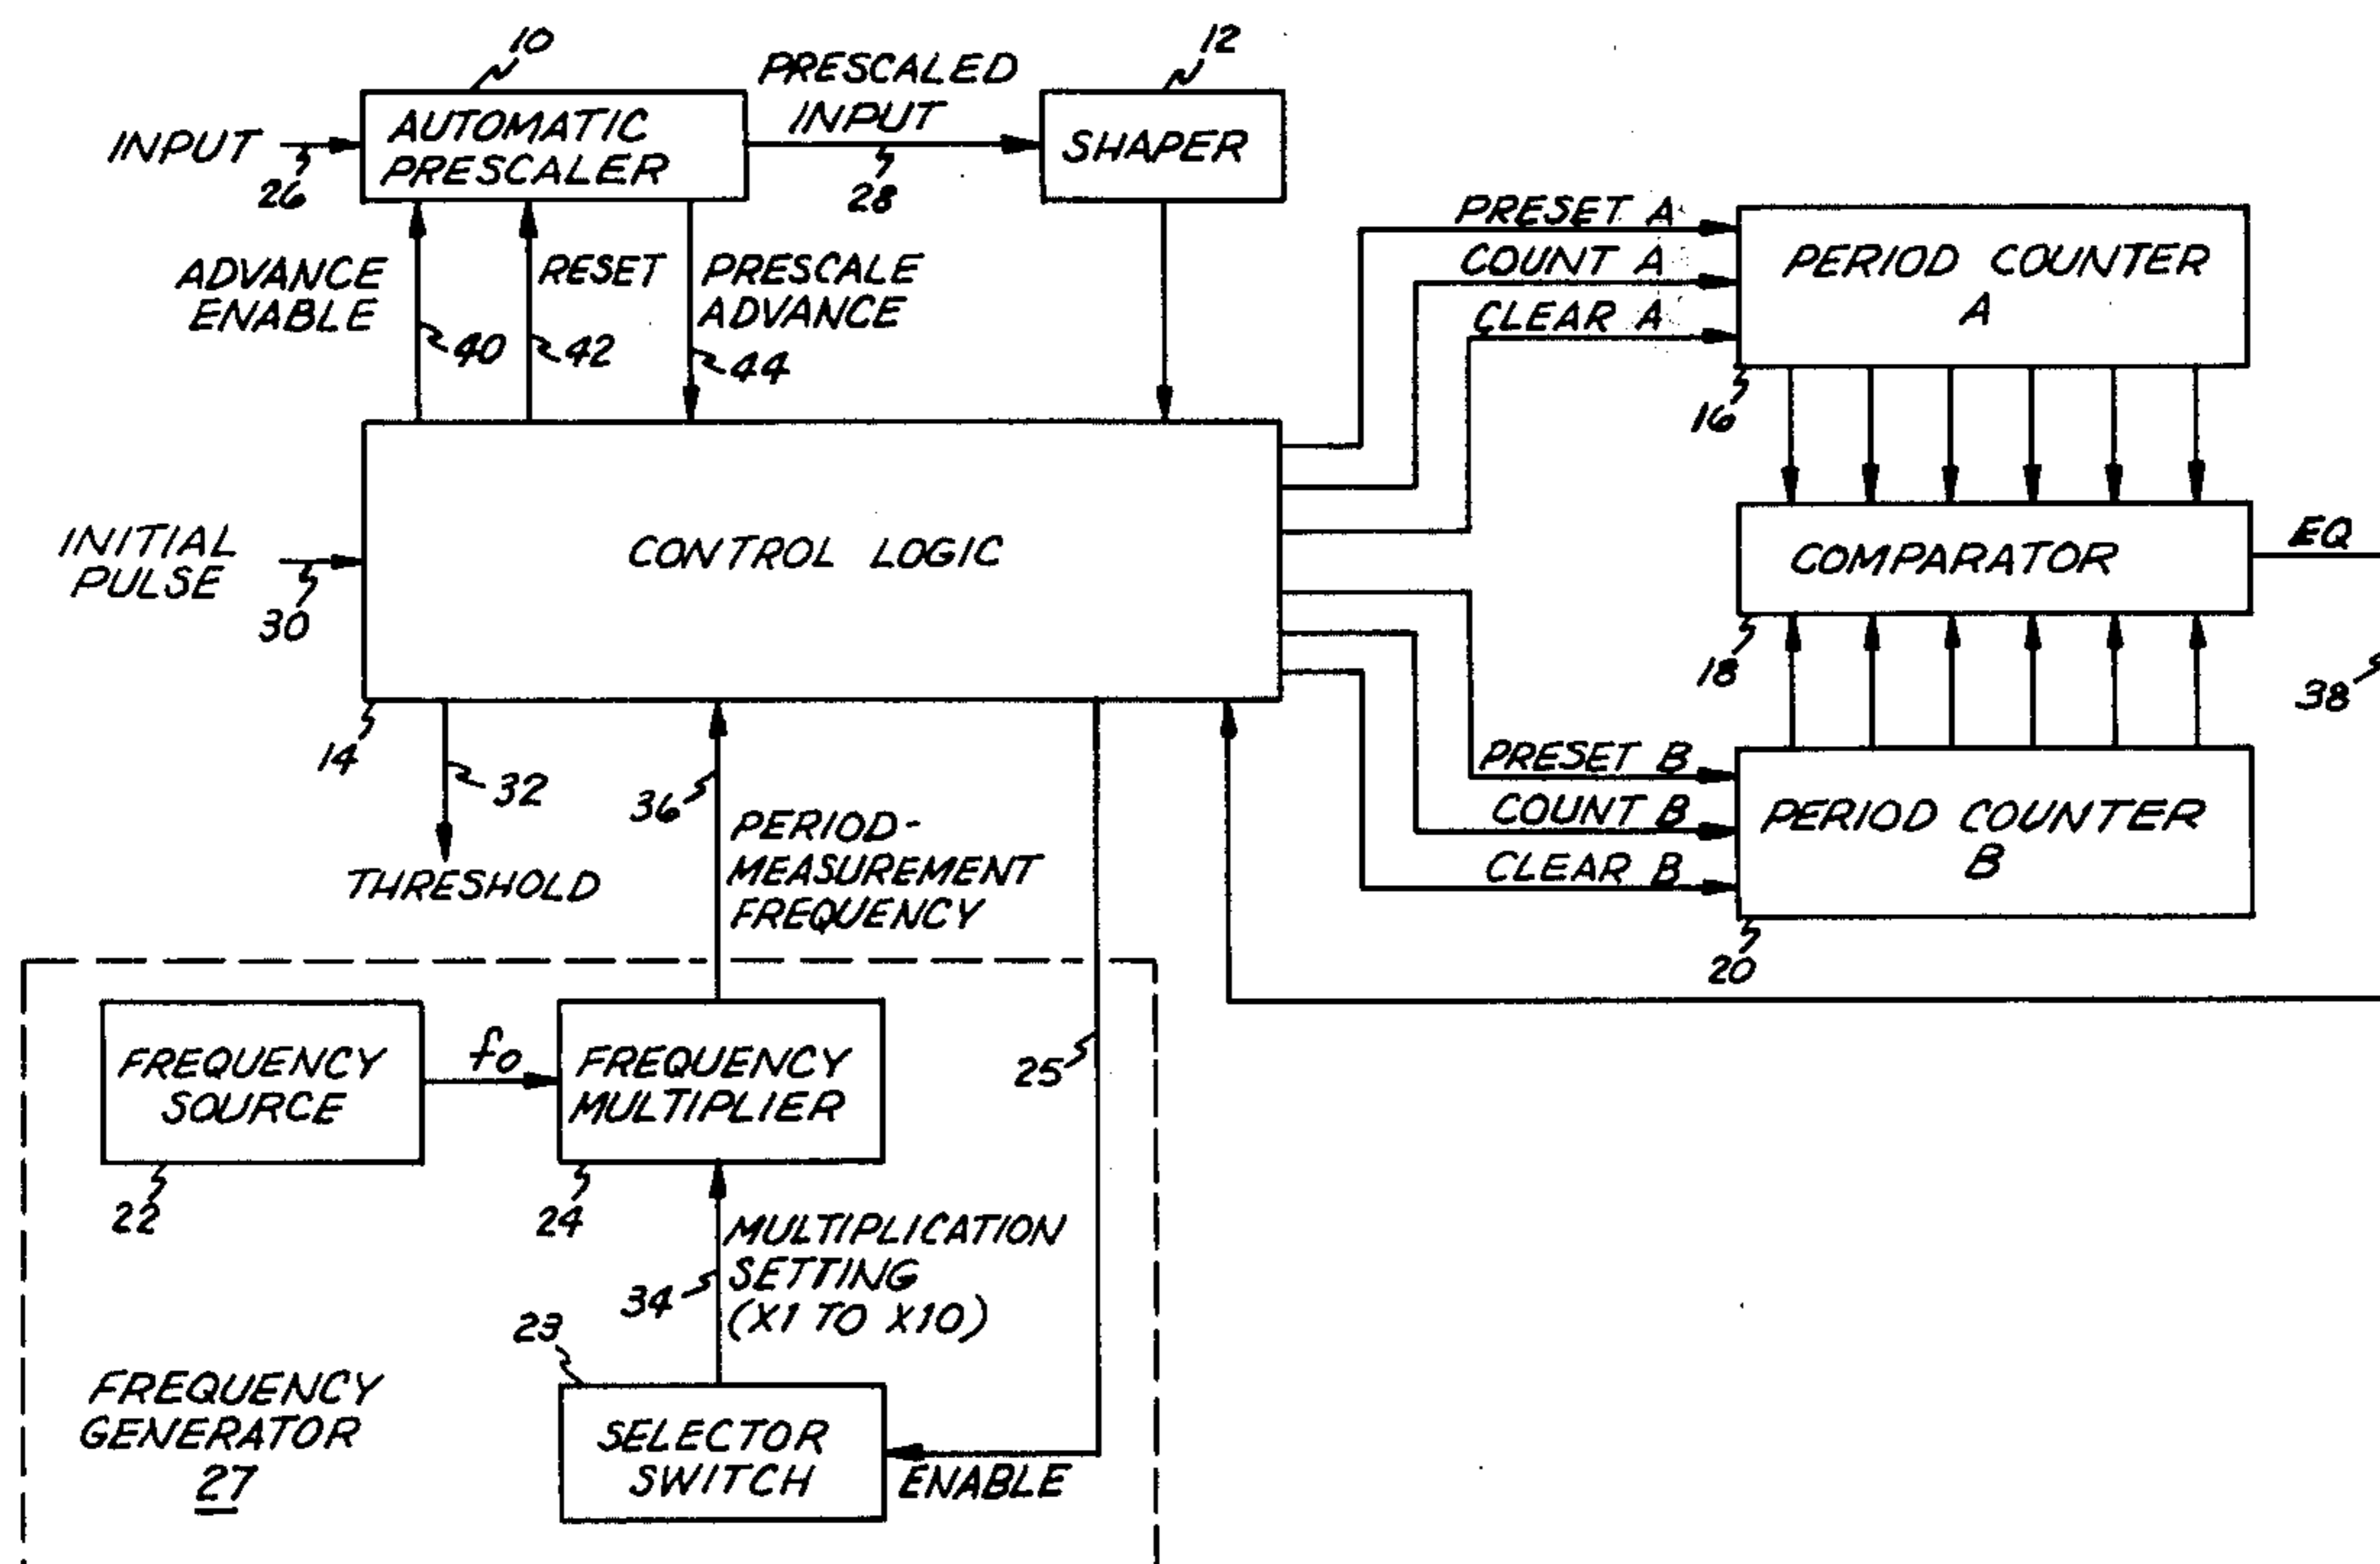 10
12
PRESCALED
INPUT
INPUT
AUTOMATIC
PRESCALER
SHAPER
26
28
ADVANCE
ENABLE
RESET
PRESCALE
ADVANCE
40
42
44
PRESET A
COUNT A
CLEAR A
PERIOD COUNTER
A
16
INITIAL
PULSE
30
CONTROL LOGIC
COMPARATOR
EQ
18
38
14
32
THRESHOLD
36
PERIOD-
MEASUREMENT
FREQUENCY
PRESET B
COUNT B
CLEAR B
PERIOD COUNTER
B
20
FREQUENCY
SOURCE
fo
FREQUENCY
MULTIPLIER
25
22
24
MULTIPLICATION
SETTING
(X1 TO X10)
34
23
FREQUENCY
GENERATOR
27
SELECTOR
SWITCH
ENABLE